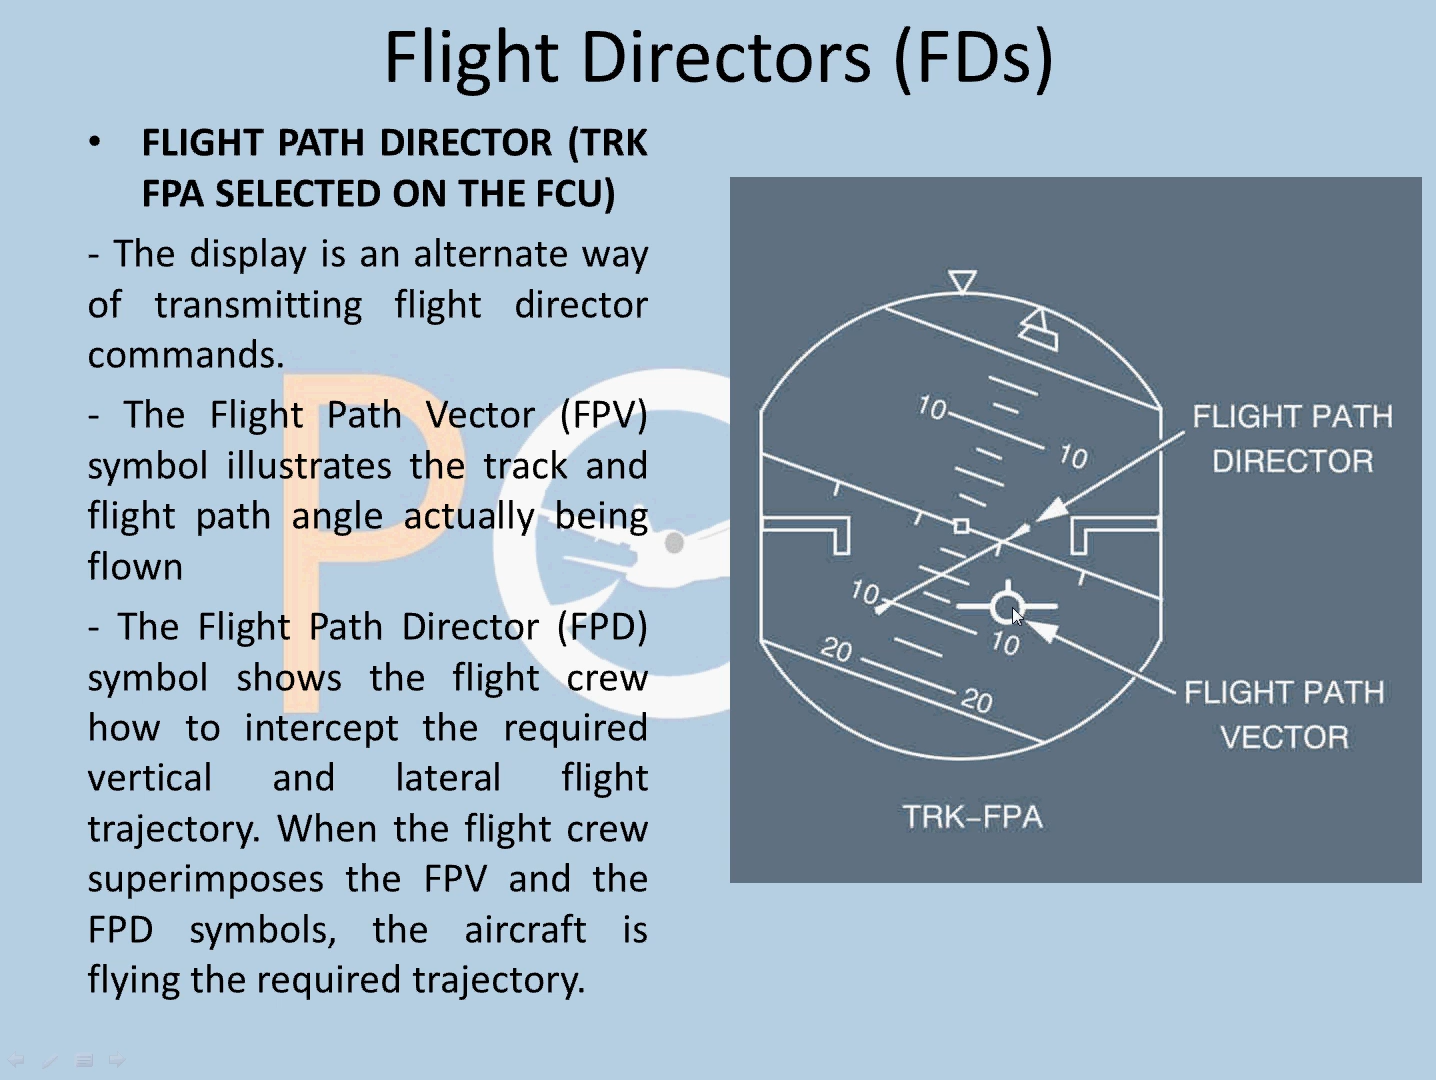 Flight Directors (FDs)
• FLIGHT PATH DIRECTOR (TRK
FPA SELECTED ON THE FCU)
- The display is an alternate way
of transmitting flight director
commands.
- The Flight Path Vector (FPV)
symbol illustrates the track and
flight path angle actually being
flown
- The Flight Path Director (FPD)
symbol shows the flight crew
how to intercept the required
vertical and lateral flight
trajectory. When the flight crew
superimposes the FPV and the
FPD symbols, the aircraft is
flying the required trajectory.
10
10
FLIGHT PATH
DIRECTOR
10
10
20
20
FLIGHT PATH
VECTOR
TRK–FPA